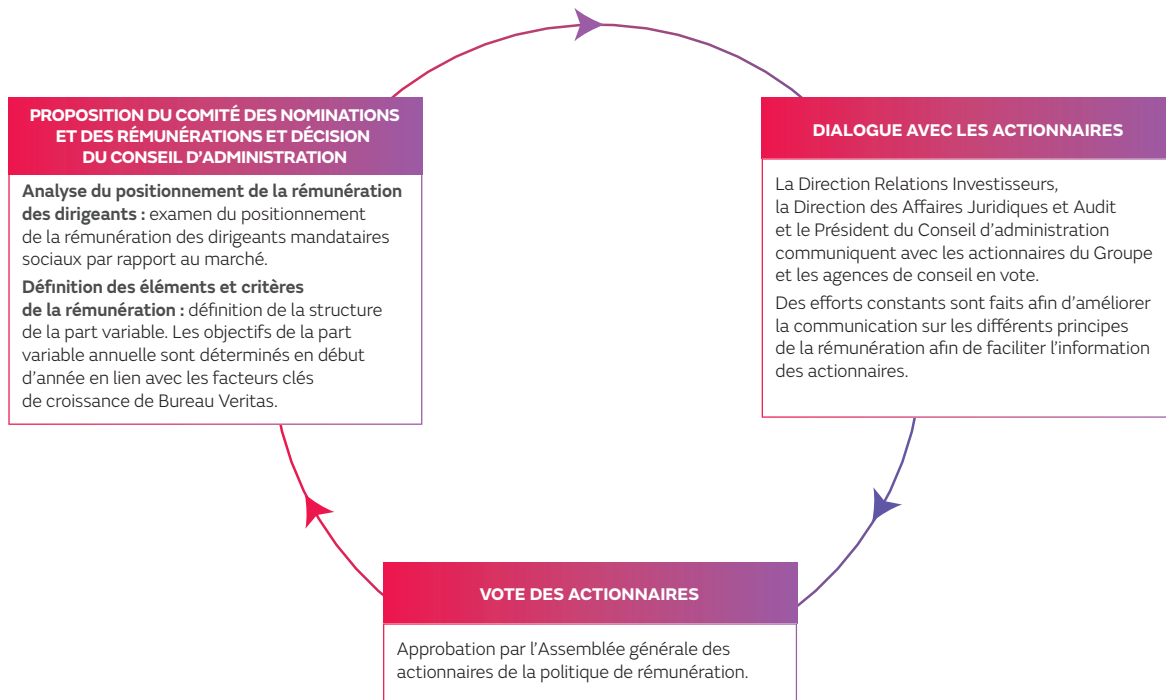 PROPOSITION DU COMITÉ DES NOMINATIONS
ET DES RÉMUNÉRATIONS ET DÉCISION
DU CONSEIL D'ADMINISTRATION
Analyse du positionnement de la rémunération
des dirigeants : examen du positionnement
de la rémunération des dirigeants mandataires
sociaux par rapport au marché.
Définition des éléments et critères
de la rémunération : définition de la structure
de la part variable. Les objectifs de la part
variable annuelle sont déterminés en début
d'année en lien avec les facteurs clés
de croissance de Bureau Veritas.
DIALOGUE AVEC LES ACTIONNAIRES
La Direction Relations Investisseurs,
la Direction des Affaires Juridiques et Audit
et le Président du Conseil d'administration
communiquent avec les actionnaires du Groupe
et les agences de conseil en vote.
Des efforts constants sont faits afin d'améliorer
la communication sur les différents principes
de la rémunération afin de faciliter l'information
des actionnaires.
VOTE DES ACTIONNAIRES
Approbation par l'Assemblée générale des
actionnaires de la politique de rémunération.